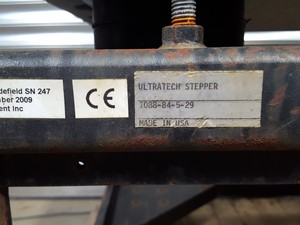 defield SN 247
ber 2009
ent Inc
CE
ULTRATECH STEPPER
1088-84-5-29
MADE IN USA